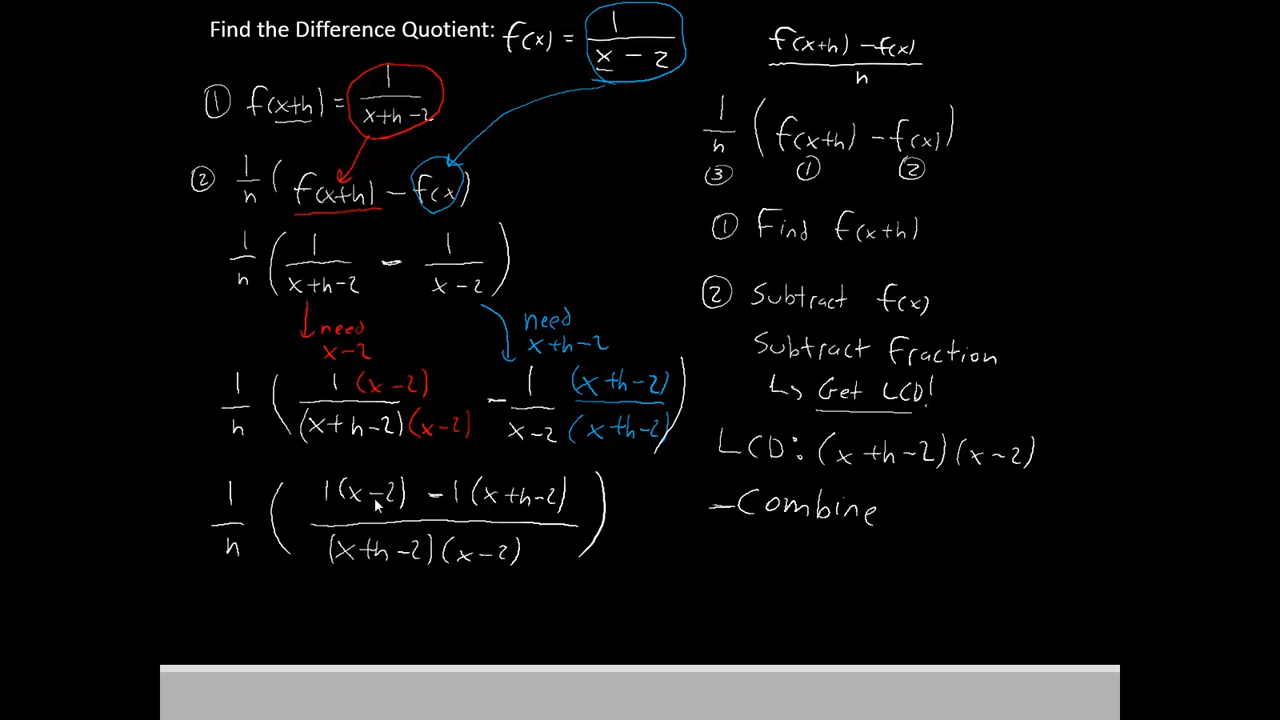 Find the Difference Quotient: f(x) = 1/(x - 2)
① f(x+h) = 1/(x+h-2)
② 1/h ( f(x+h) - f(x) )
1/h ( 1/(x+h-2) - 1/(x-2) )
need x-2
need x+h-2
1/h ( 1(x-2)/((x+h-2)(x-2)) - 1/(x-2) (x+h-2)/(x+h-2) )
1/h ( (1(x-2) - 1(x+h-2))/((x+h-2)(x-2)) )
(f(x+h) - f(x))/h
1/h ( f(x+h) - f(x) )
③ ① ②
① Find f(x+h)
② Subtract f(x)
Subtract Fraction
↳ Get LCD!
LCD: (x+h-2)(x-2)
- Combine